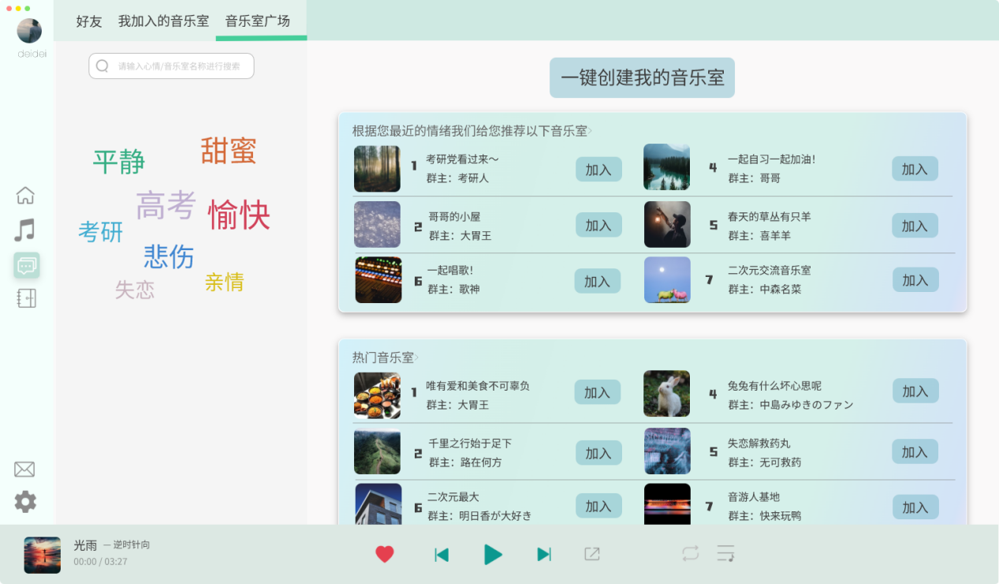 好友 我加入的音乐室 音乐室广场
deidei
请输入心情/音乐室名称进行搜索
一键创建我的音乐室
平静
甜蜜
高考
愉快
考研
悲伤
失恋
亲情
根据您最近的情绪我们给您推荐以下音乐室>
1 考研党看过来～
群主：考研人
加入
4 一起自习一起加油！
群主：哥哥
加入
2 哥哥的小屋
群主：大胃王
加入
5 春天的草丛有只羊
群主：喜羊羊
加入
6 一起唱歌！
群主：歌神
加入
7 二次元交流音乐室
群主：中森名菜
加入
热门音乐室>
1 唯有爱和美食不可辜负
群主：大胃王
加入
4 兔兔有什么坏心思呢
群主：中島みゆきのファン
加入
2 千里之行始于足下
群主：路在何方
加入
5 失恋解救药丸
群主：无可救药
加入
6 二次元最大
群主：明日香が大好き
加入
7 音游人基地
群主：快来玩鸭
加入
光雨 — 逆时针向
00:00 / 03:27